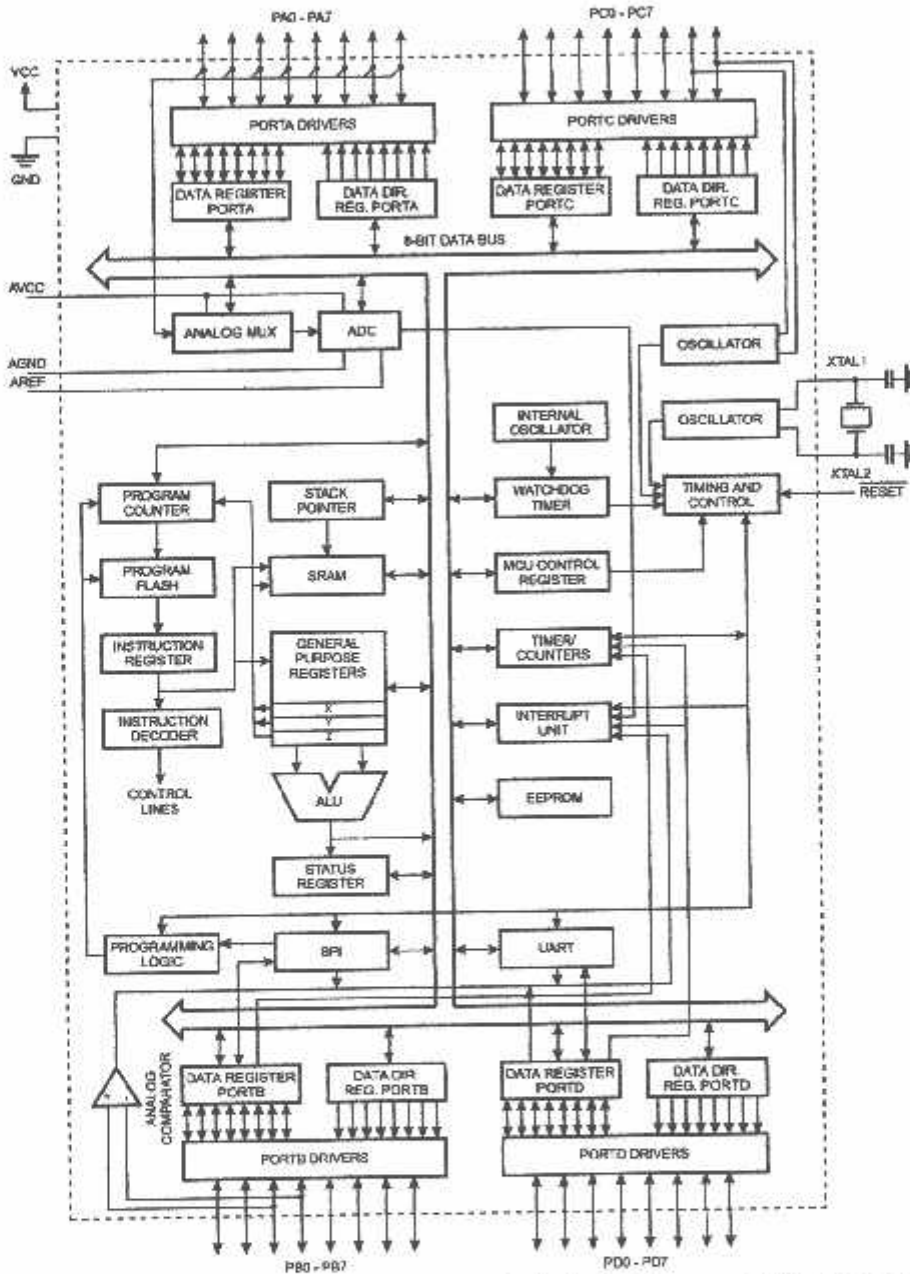 PA0 - PA7
PC0 - PC7
VCC
GND
PORTA DRIVERS
PORTC DRIVERS
DATA REGISTER
PORTA
DATA DIR.
REG. PORTA
DATA REGISTER
PORTC
DATA DIR.
REG. PORTC
8-BIT DATA BUS
AVCC
ANALOG MUX
ADC
AGND
AREF
OSCILLATOR
XTAL1
OSCILLATOR
INTERNAL
OSCILLATOR
XTAL2
RESET
PROGRAM
COUNTER
STACK
POINTER
WATCHDOG
TIMER
TIMING AND
CONTROL
PROGRAM
FLASH
SRAM
MCU CONTROL
REGISTER
INSTRUCTION
REGISTER
GENERAL
PURPOSE
REGISTERS
X
Y
Z
TIMER/
COUNTERS
INSTRUCTION
DECODER
INTERRUPT
UNIT
CONTROL
LINES
ALU
EEPROM
STATUS
REGISTER
PROGRAMMING
LOGIC
SPI
UART
ANALOG
COMPARATOR
+
-
DATA REGISTER
PORTB
DATA DIR.
REG. PORTB
DATA REGISTER
PORTD
DATA DIR.
REG. PORTD
PORTB DRIVERS
PORTD DRIVERS
PB0 - PB7
PD0 - PD7